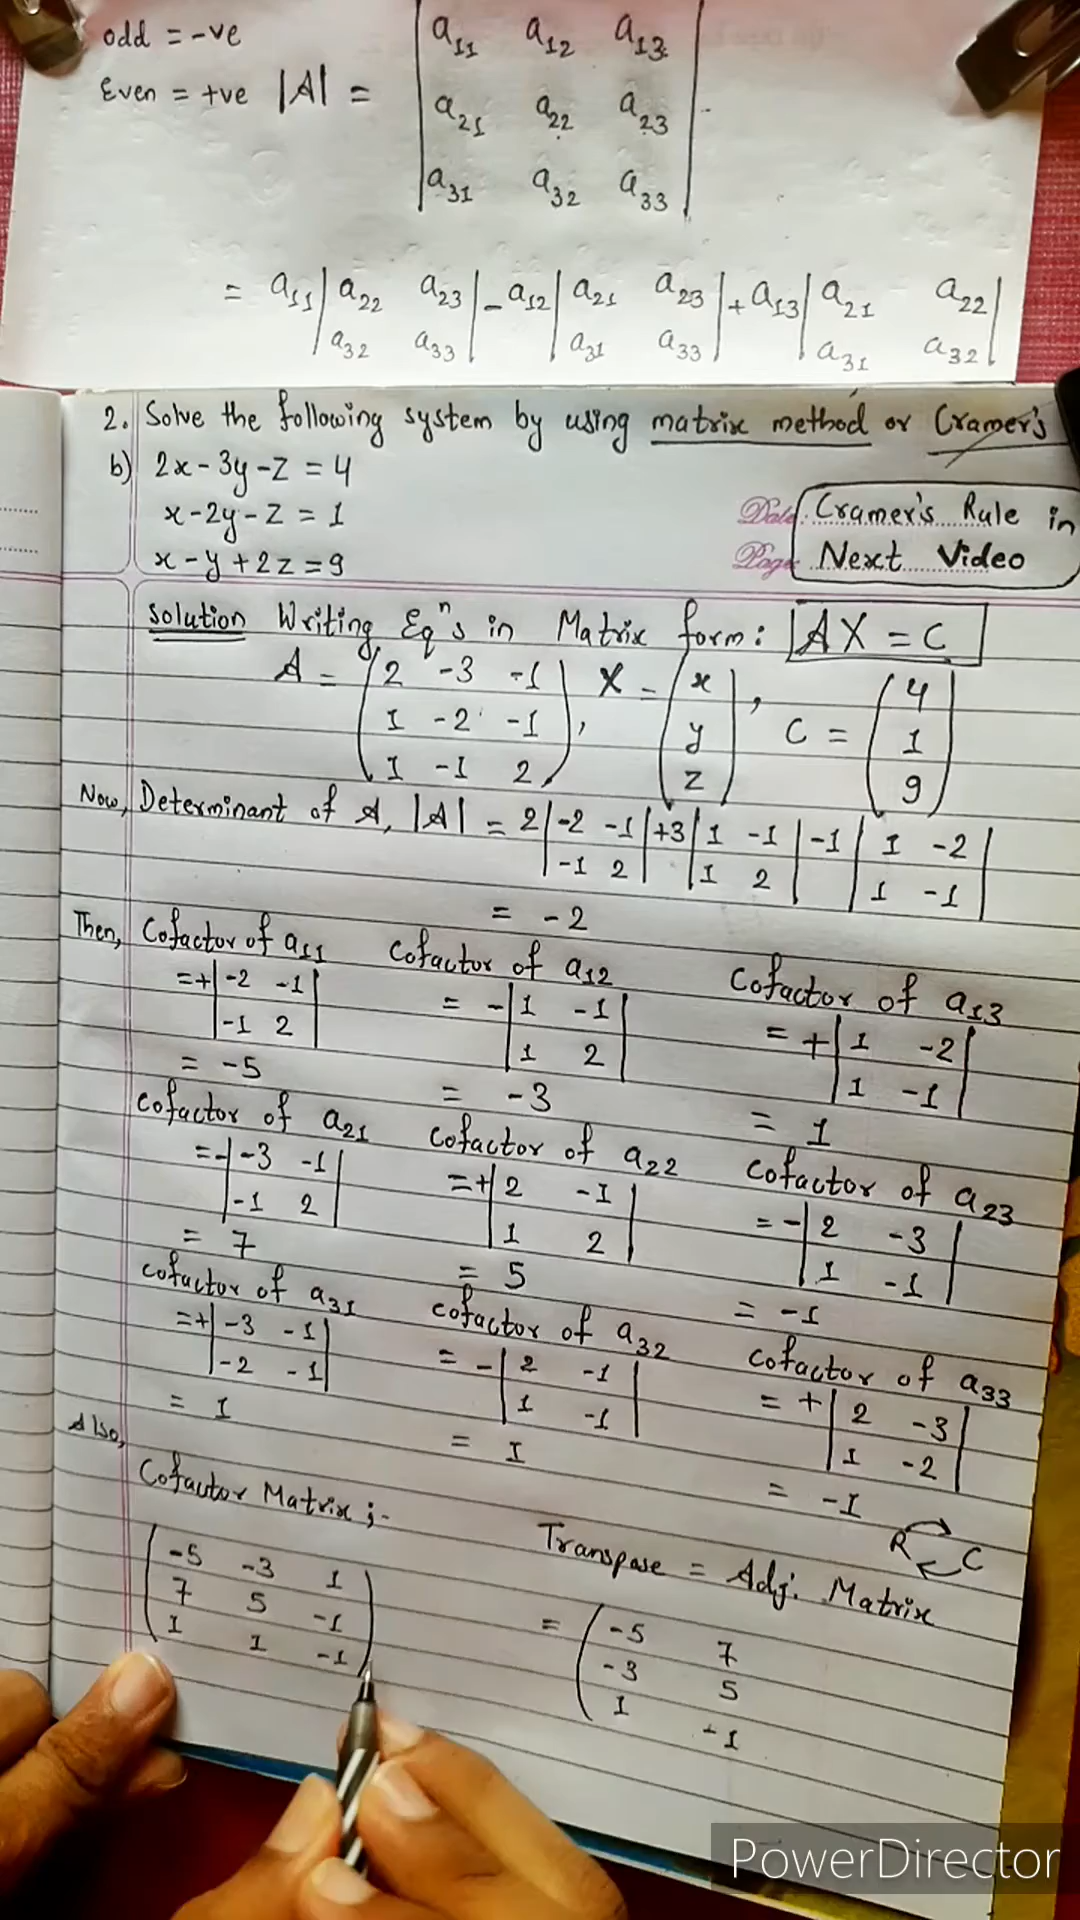 odd = -ve
Even = +ve |A| = | a11 a12 a13 |
| a21 a22 a23 |
| a31 a32 a33 |
= a11 | a22 a23 | - a12 | a21 a23 | + a13 | a21 a22 |
| a32 a33 | | a31 a33 | | a31 a32 |
2. Solve the following system by using matrix method or Cramer's
b) 2x - 3y - z = 4
x - 2y - z = 1
x - y + 2z = 9
Date: Cramer's Rule in
Page: Next Video
Solution Writing Eqn's in Matrix form: AX = C
A = ( 2 -3 -1 ) , X = ( x ) , C = ( 4 )
( 1 -2 -1 ) ( y ) ( 1 )
( 1 -1 2 ) ( z ) ( 9 )
Now, Determinant of A, |A| = 2 | -2 -1 | +3 | 1 -1 | -1 | 1 -2 |
| -1 2 | | 1 2 | | 1 -1 |
= -2
Then, Cofactor of a11 Cofactor of a12 Cofactor of a13
= + | -2 -1 | = - | 1 -1 | = + | 1 -2 |
| -1 2 | | 1 2 | | 1 -1 |
= -5 = -3 = 1
Cofactor of a21 Cofactor of a22 Cofactor of a23
= - | -3 -1 | = + | 2 -1 | = - | 2 -3 |
| -1 2 | | 1 2 | | 1 -1 |
= 7 = 5 = -1
Cofactor of a31 Cofactor of a32 Cofactor of a33
= + | -3 -1 | = - | 2 -1 | = + | 2 -3 |
| -2 -1 | | 1 -1 | | 1 -2 |
= 1 = 1 = -1
Also,
Cofactor Matrix ;- Transpase = Adj. Matrix R C
( -5 -3 1 ) = ( -5 7
( 7 5 -1 ) ( -3 5
( 1 1 -1 ) ( 1 -1
PowerDirector